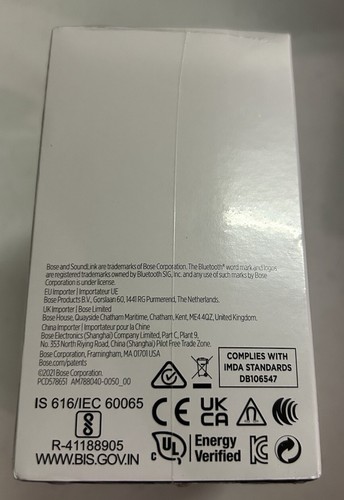 Bose and SoundLink are trademarks of Bose Corporation. The Bluetooth® word mark and logos
are registered trademarks owned by Bluetooth SIG, Inc. and any use of such marks by Bose
Corporation is under license.
EU Importer | Importateur UE
Bose Products B.V., Gorslaan 60, 1441 RG Purmerend, The Netherlands.
UK Importer | Bose Limited
Bose House, Quayside Chatham Maritime, Chatham, Kent, ME4 4QZ, United Kingdom.
China Importer | Importateur pour la Chine
Bose Electronics (Shanghai) Company Limited, Part C, Plant 9,
No. 353 North Riying Road, China (Shanghai) Pilot Free Trade Zone.
Bose Corporation, Framingham, MA 01701 USA
Bose.com/patents
©2021 Bose Corporation.
PCD578651 AM788040-0050_00
COMPLIES WITH
IMDA STANDARDS
DB106547
IS 616/IEC 60065
R-41188905
WWW.BIS.GOV.IN
CE UK
CA
C UL Energy
Verified